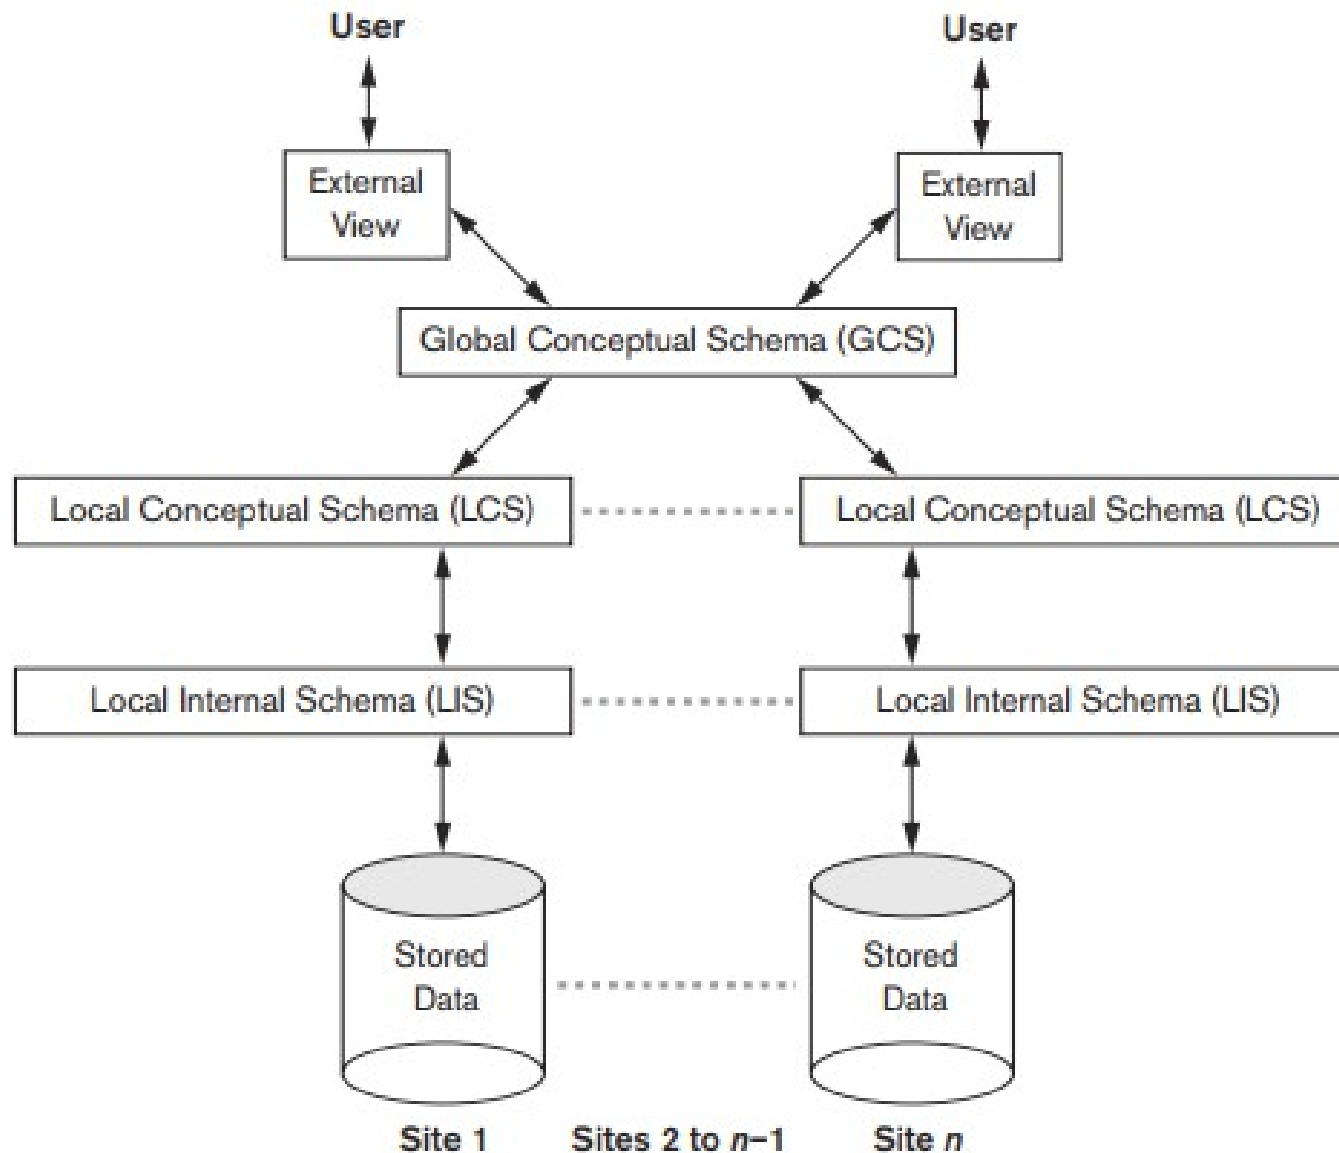 User
User
External
View
External
View
Global Conceptual Schema (GCS)
Local Conceptual Schema (LCS)
Local Conceptual Schema (LCS)
Local Internal Schema (LIS)
Local Internal Schema (LIS)
Stored
Data
Stored
Data
Site 1
Sites 2 to n–1
Site n